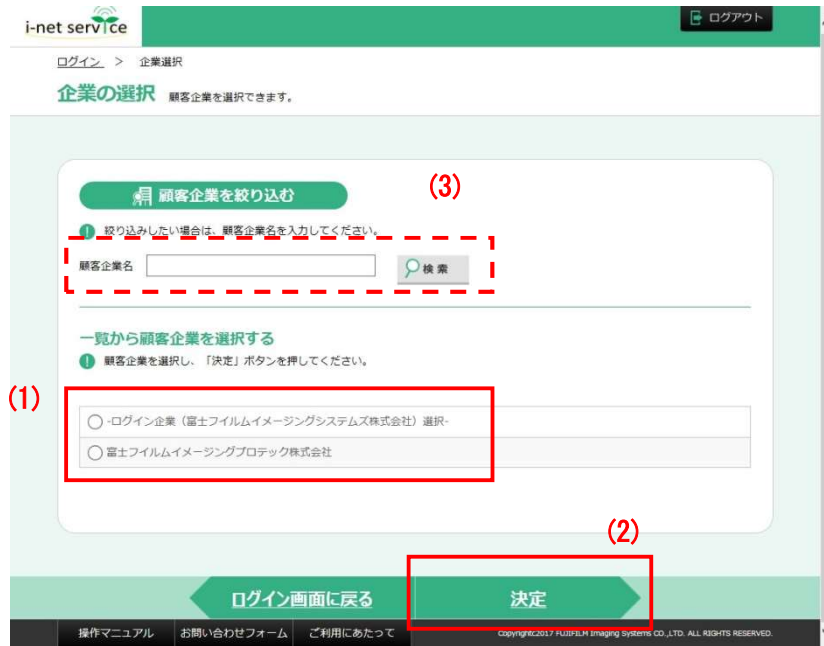 i-net service
ログアウト
ログイン > 企業選択
企業の選択 顧客企業を選択できます。
(3)
顧客企業を絞り込む
絞り込みしたい場合は、顧客企業名を入力してください。
顧客企業名 検索
一覧から顧客企業を選択する
顧客企業を選択し、「決定」ボタンを押してください。
(1)
-ログイン企業（富士フイルムイメージングシステムズ株式会社）選択-
富士フイルムイメージングプロテック株式会社
(2)
ログイン画面に戻る 決定
操作マニュアル お問い合わせフォーム ご利用にあたって Copyrightc2017 FUJIFILM Imaging Systems CO.,LTD. ALL RIGHTS RESERVED.